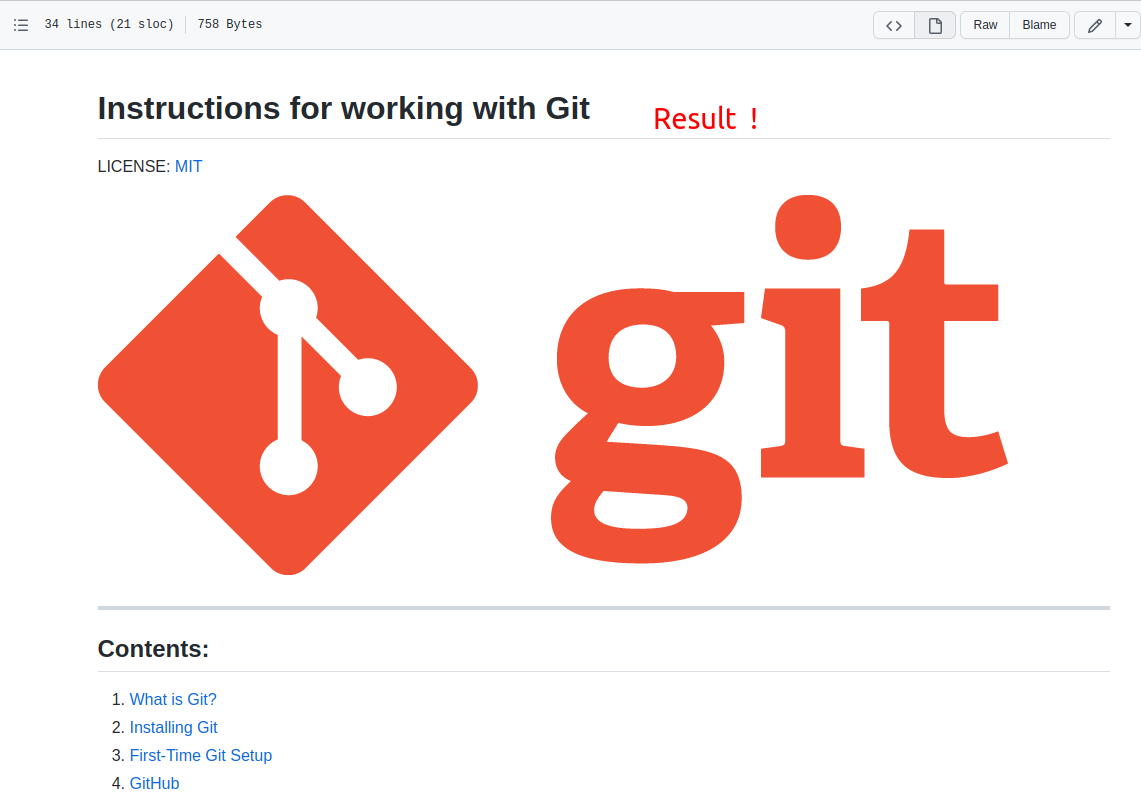 34 lines (21 sloc) 758 Bytes Raw Blame
Instructions for working with Git
Result !
LICENSE: MIT
git
Contents:
1. What is Git?
2. Installing Git
3. First-Time Git Setup
4. GitHub